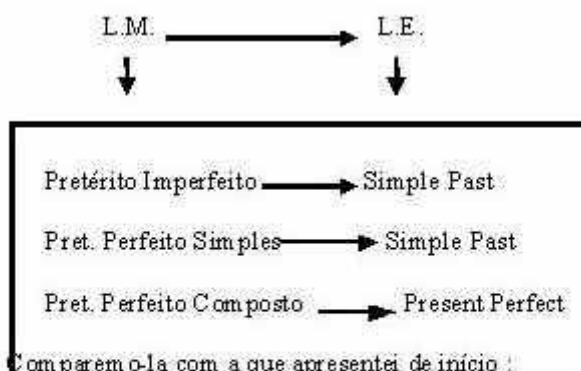 L.M. L.E.
Pretérito Imperfeito Simple Past
Pret. Perfeito Simples Simple Past
Pret. Perfeito Composto Present Perfect
Comparemo-la com a que apresentei de início :